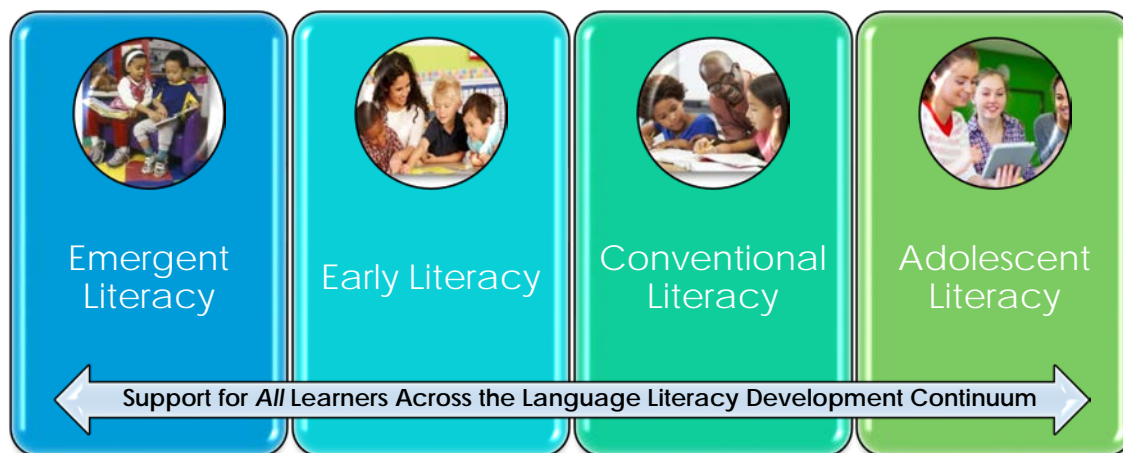 Emergent
Literacy
Early Literacy
Conventional
Literacy
Adolescent
Literacy
Support for All Learners Across the Language Literacy Development Continuum